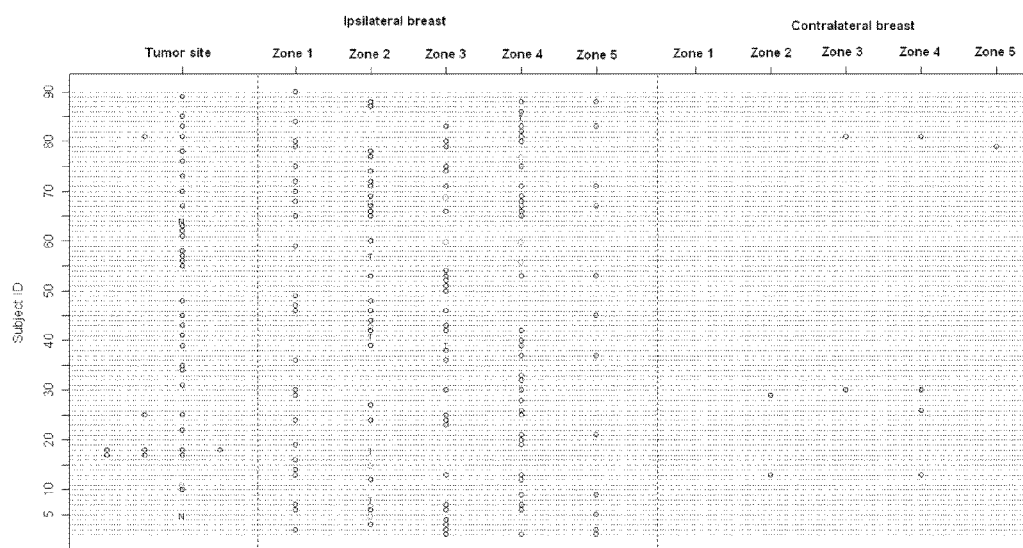 Ipsilateral breast
Contralateral breast
Tumor site Zone 1 Zone 2 Zone 3 Zone 4 Zone 5 Zone 1 Zone 2 Zone 3 Zone 4 Zone 5
Subject ID
90
80
70
N
60
T
50
40
30
20
10
5
N